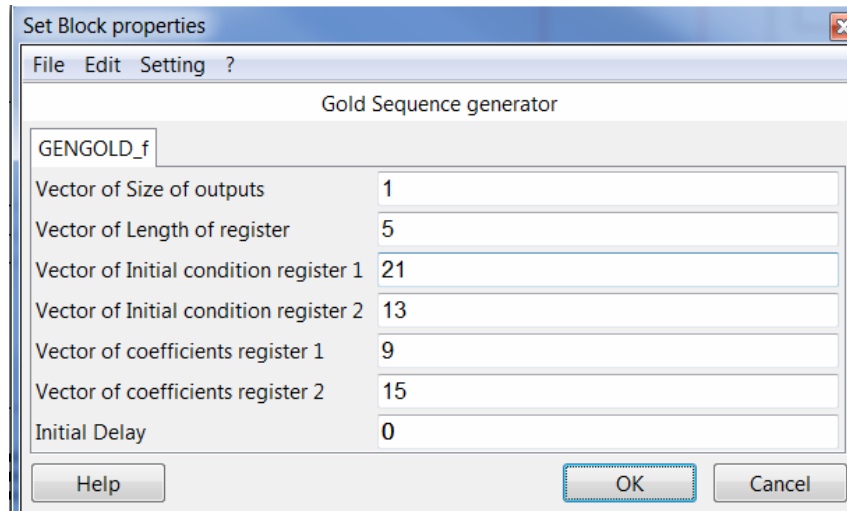 Set Block properties
File Edit Setting ?
Gold Sequence generator
GENGOLD_f
Vector of Size of outputs 1
Vector of Length of register 5
Vector of Initial condition register 1 21
Vector of Initial condition register 2 13
Vector of coefficients register 1 9
Vector of coefficients register 2 15
Initial Delay 0
Help OK Cancel